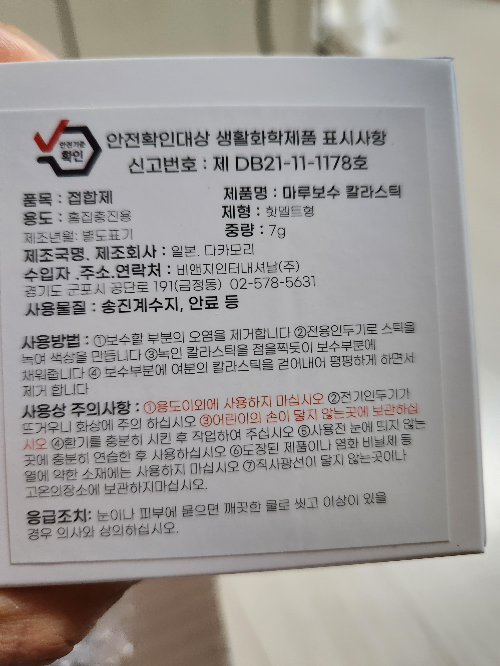 안전기준
확인
안전확인대상 생활화학제품 표시사항
신고번호 : 제 DB21-11-1178호
품목 : 접합제 제품명 : 마루보수 칼라스틱
용도 : 흠집충진용 제형 : 핫멜트형
제조년월: 별도표기 중량 : 7g
제조국명, 제조회사 : 일본, 다카모리
수입자 .주소.연락처 : 비앤지인터내셔날(주)
경기도 군포시 공단로 191(금정동) 02-578-5631
사용물질 : 송진계수지, 안료 등
사용방법 : ①보수할 부분의 오염을 제거합니다 ②전용인두기로 스틱을
녹여 색상을 만듭니다 ③녹인 칼라스틱을 점을찍듯이 보수부분에
채워줍니다 ④ 보수부분에 여분의 칼라스틱을 걷어내어 평평하게 하면서
제거 합니다
사용상 주의사항 : ①용도이외에 사용하지 마십시오 ②전기인두기가
뜨거우니 화상에 주의 하십시오 ③어린이의 손이 닿지 않는곳에 보관하십
시오 ④환기를 충분히 시킨 후 작업하여 주십시오 ⑤사용전 눈에 띄지 않는
곳에 충분히 연습한 후 사용하십시오 ⑥도장된 제품이나 염화 비닐제 등
열에 약한 소재에는 사용하지 마십시오 ⑦직사광선이 닿지 않는곳이나
고온의장소에 보관하지마십시오.
응급조치: 눈이나 피부에 묻으면 깨끗한 물로 씻고 이상이 있을
경우 의사와 상의하십시오.